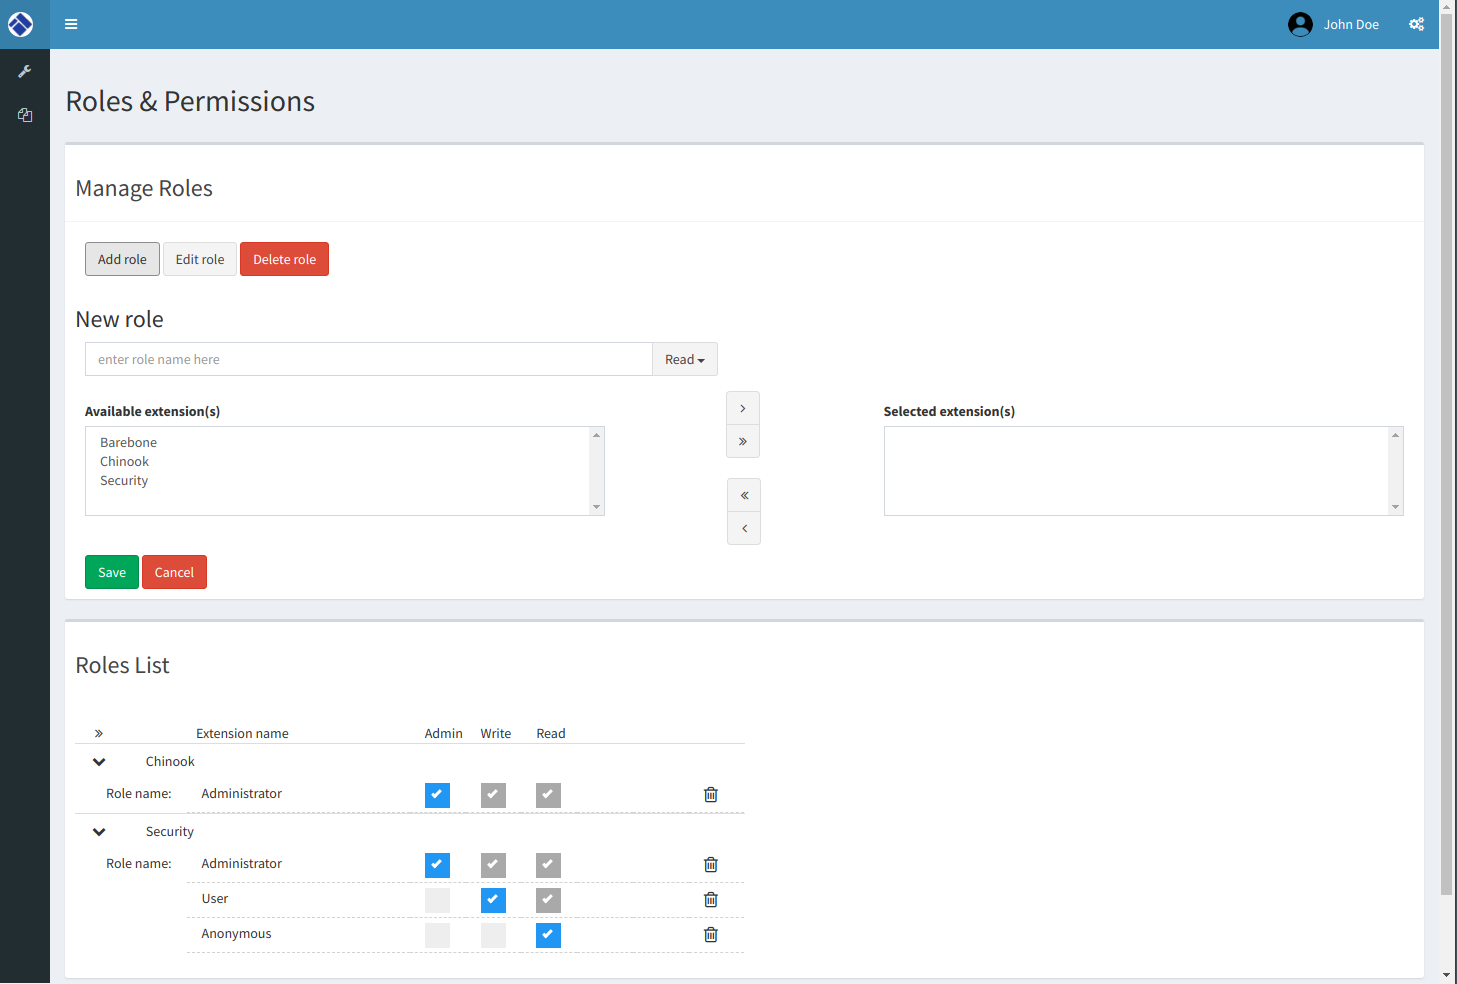 John Doe
Roles & Permissions
Manage Roles
Add role Edit role Delete role
New role
enter role name here Read
Available extension(s) Selected extension(s)
Barebone
Chinook
Security
Save Cancel
Roles List
Extension name Admin Write Read
Chinook
Role name: Administrator
Security
Role name: Administrator
User
Anonymous